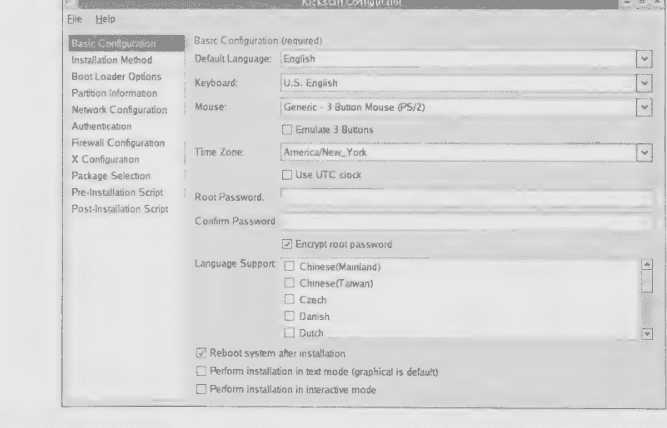 Kickstart Configurator
File Help
Basic Configuration
Installation Method
Boot Loader Options
Partition Information
Network Configuration
Authentication
Firewall Configuration
X Configuration
Package Selection
Pre-Installation Script
Post-Installation Script
Basic Configuration (required)
Default Language: English
Keyboard: U.S. English
Mouse: Generic - 3 Button Mouse (PS/2)
Emulate 3 Buttons
Time Zone: America/New_York
Use UTC clock
Root Password:
Confirm Password
Encrypt root password
Language Support
Chinese(Mainland)
Chinese(Taiwan)
Czech
Danish
Dutch
Reboot system after installation
Perform installation in text mode (graphical is default)
Perform installation in interactive mode